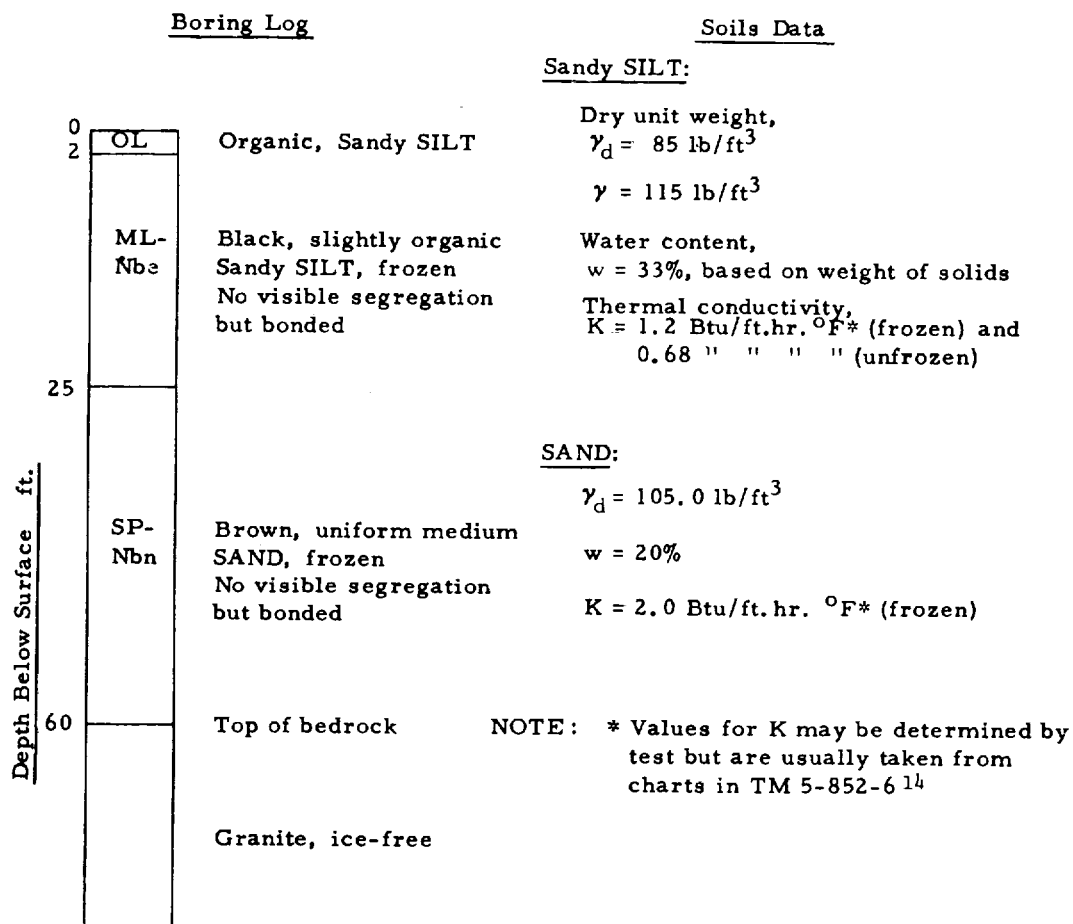 Boring Log
Soils Data
Sandy SILT:
0
OL
Organic, Sandy SILT
2
Dry unit weight,
γd = 85 lb/ft3
γ = 115 lb/ft3
ML-
Nbe
Black, slightly organic
Sandy SILT, frozen
No visible segregation
but bonded
Water content,
w = 33%, based on weight of solids
Thermal conductivity,
K = 1.2 Btu/ft.hr. °F* (frozen) and
0.68 " " " " (unfrozen)
25
SAND:
γd = 105.0 lb/ft3
w = 20%
K = 2.0 Btu/ft.hr. °F* (frozen)
SP-
Nbn
Brown, uniform medium
SAND, frozen
No visible segregation
but bonded
Depth Below Surface ft.
60
Top of bedrock
NOTE: * Values for K may be determined by
test but are usually taken from
charts in TM 5-852-6 14
Granite, ice-free